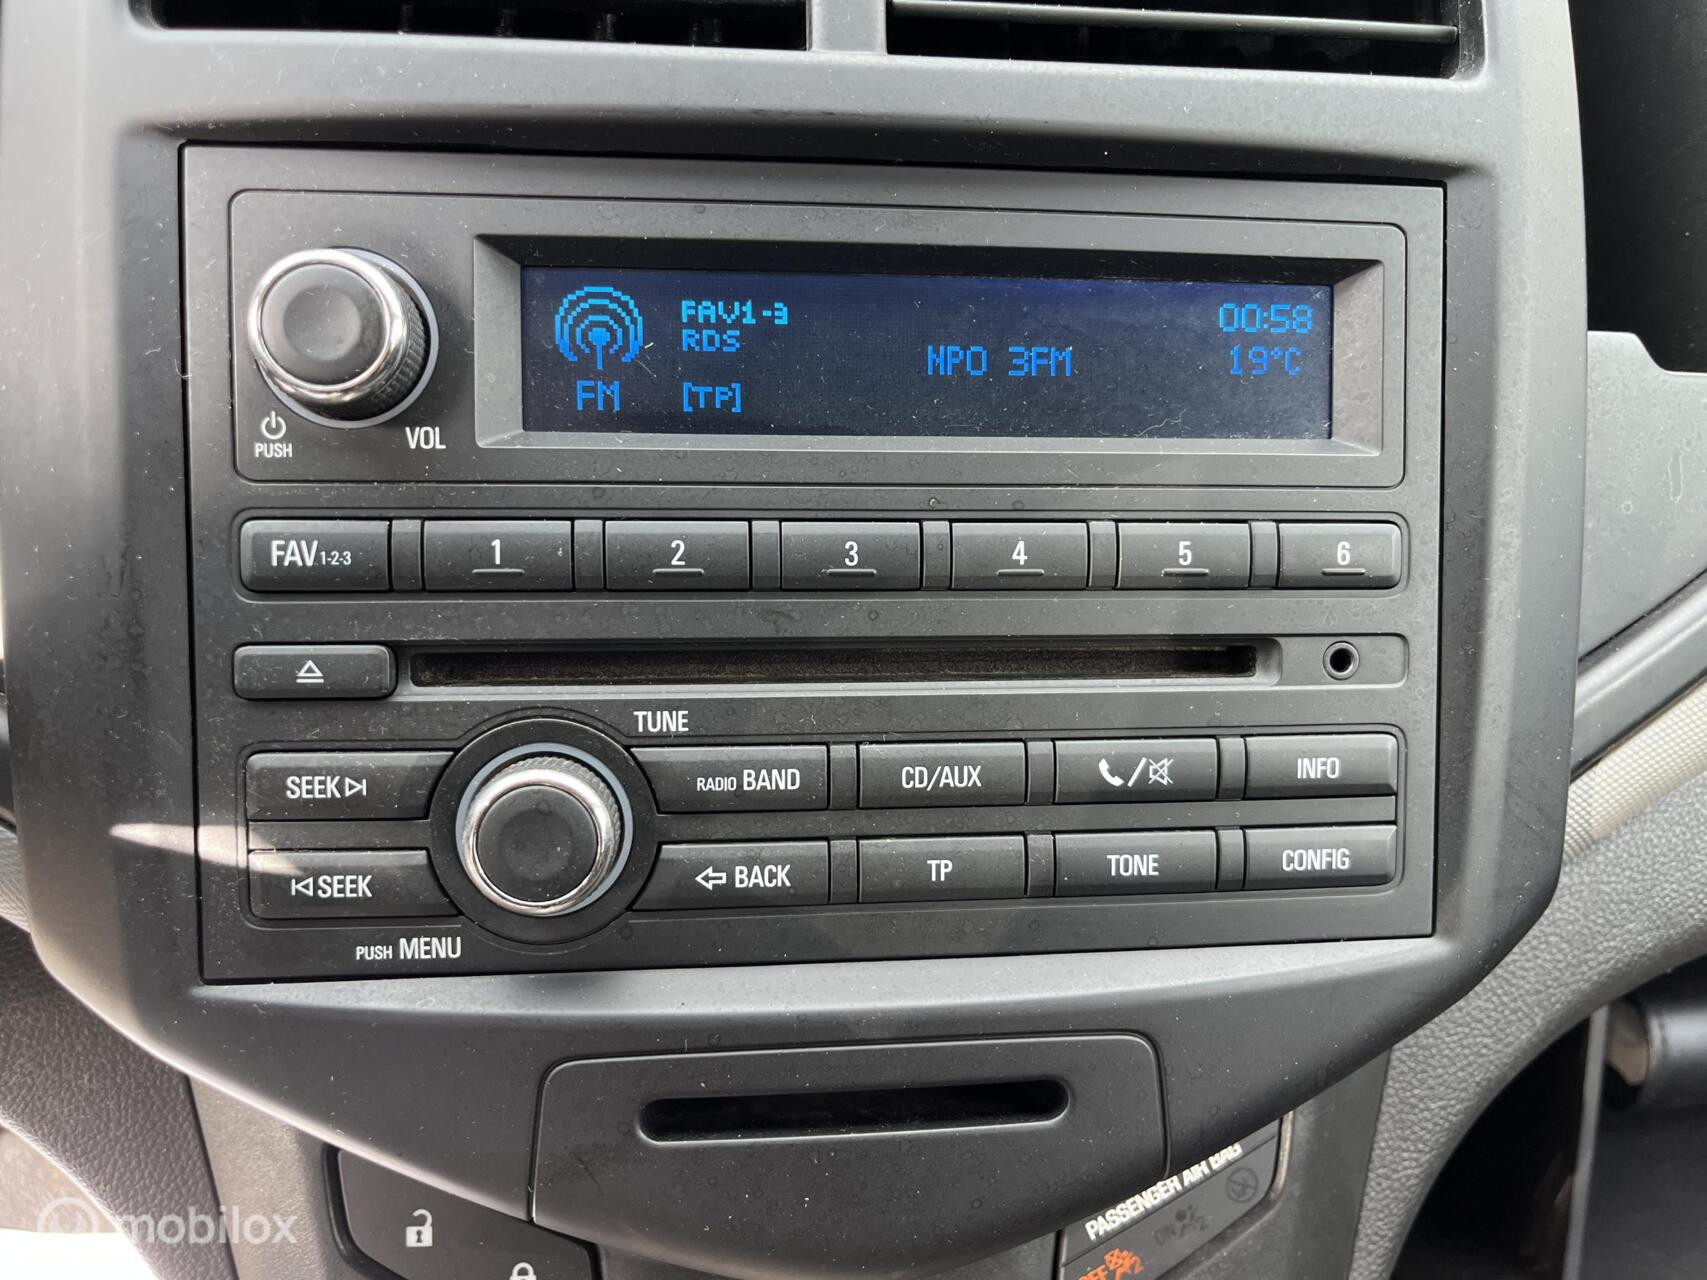 FAV1-3
00:58
RDS
NPO 3FM
19°C
FM
[TP]
PUSH
VOL
FAV1-2-3
1
2
3
4
5
6
TUNE
SEEK
RADIO BAND
CD/AUX
INFO
SEEK
BACK
TP
TONE
CONFIG
PUSH MENU
PASSENGER AIR BAG
ON
OFF
mobilox